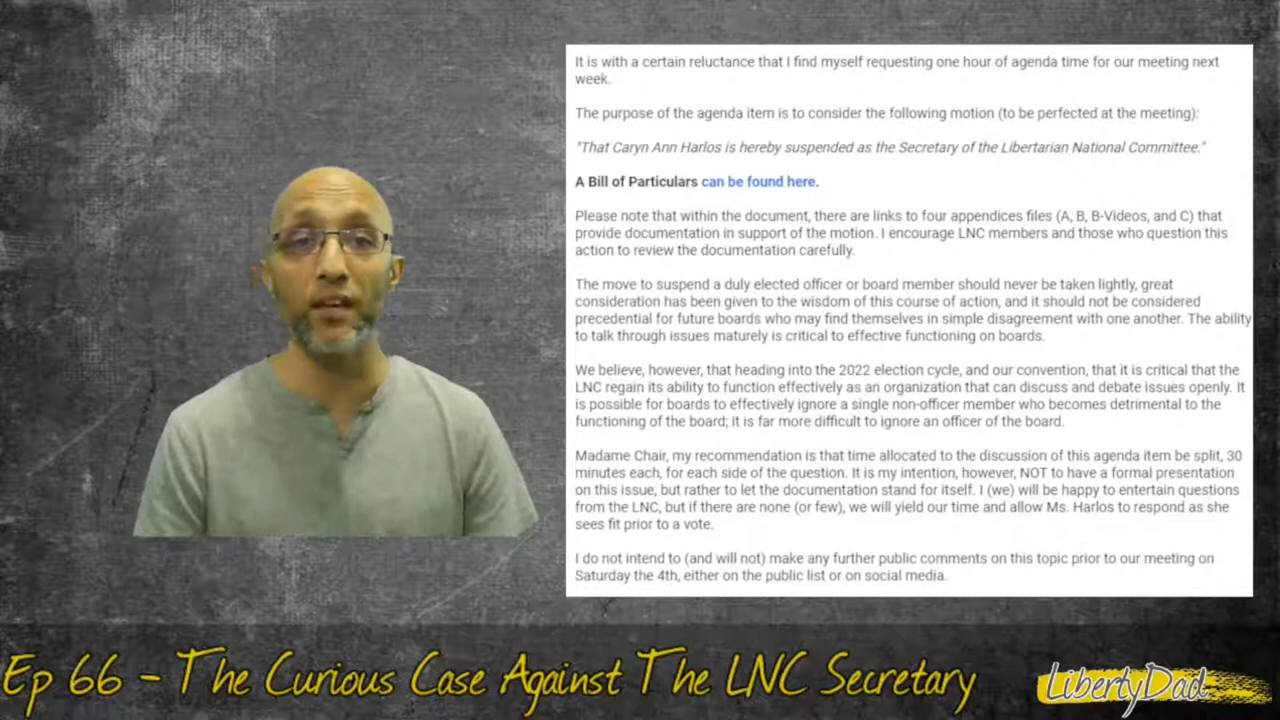 It is with a certain reluctance that I find myself requesting one hour of agenda time for our meeting next
week.
The purpose of the agenda item is to consider the following motion (to be perfected at the meeting):
"That Caryn Ann Harlos is hereby suspended as the Secretary of the Libertarian National Committee."
A Bill of Particulars can be found here.
Please note that within the document, there are links to four appendices files (A, B, B-Videos, and C) that
provide documentation in support of the motion. I encourage LNC members and those who question this
action to review the documentation carefully.
The move to suspend a duly elected officer or board member should never be taken lightly, great
consideration has been given to the wisdom of this course of action, and it should not be considered
precedential for future boards who may find themselves in simple disagreement with one another. The ability
to talk through issues maturely is critical to effective functioning on boards.
We believe, however, that heading into the 2022 election cycle, and our convention, that it is critical that the
LNC regain its ability to function effectively as an organization that can discuss and debate issues openly. It
is possible for boards to effectively ignore a single non-officer member who becomes detrimental to the
functioning of the board; it is far more difficult to ignore an officer of the board.
Madame Chair, my recommendation is that time allocated to the discussion of this agenda item be split, 30
minutes each, for each side of the question. It is my intention, however, NOT to have a formal presentation
on this issue, but rather to let the documentation stand for itself. I (we) will be happy to entertain questions
from the LNC, but if there are none (or few), we will yield our time and allow Ms. Harlos to respond as she
sees fit prior to a vote.
I do not intend to (and will not) make any further public comments on this topic prior to our meeting on
Saturday the 4th, either on the public list or on social media.
Ep 66 - The Curious Case Against The LNC Secretary
LibertyDad